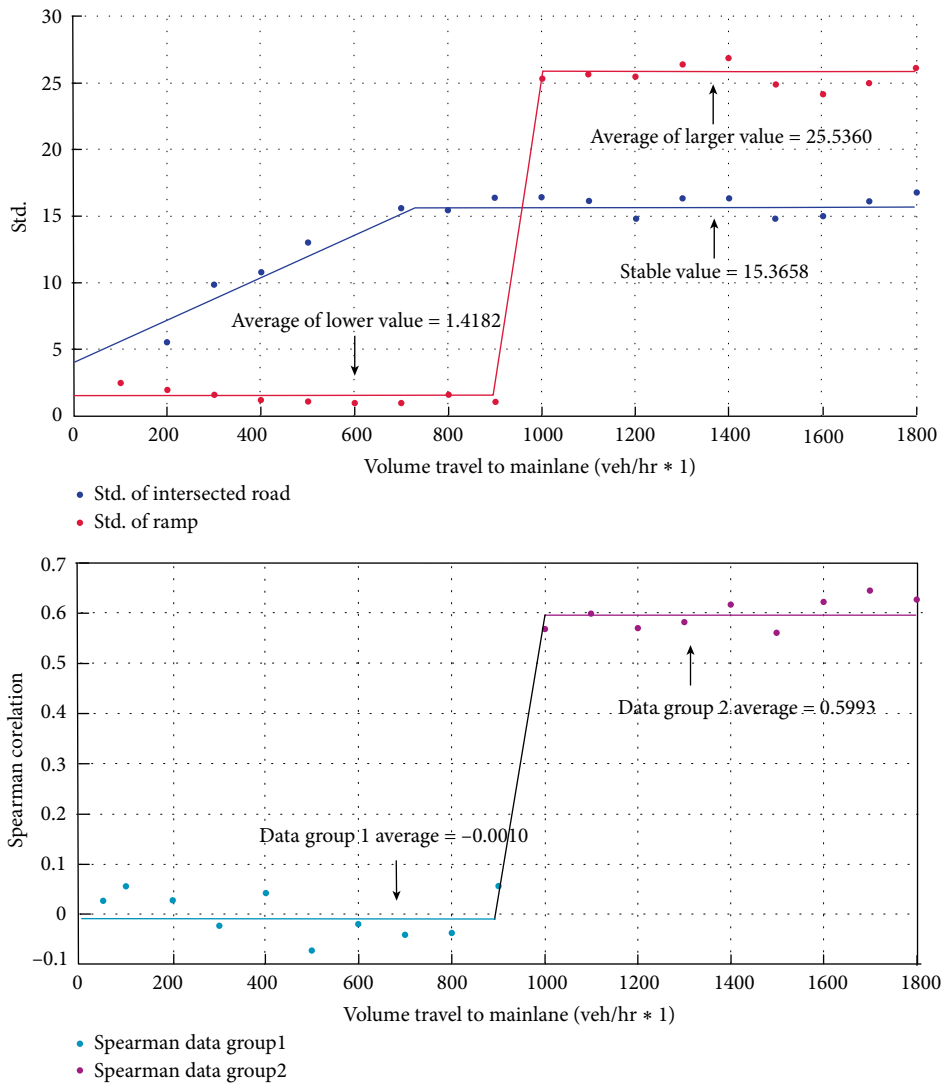 30
25
20
15
10
5
0
Std.
Average of larger value = 25.5360
Stable value = 15.3658
Average of lower value = 1.4182
0 200 400 600 800 1000 1200 1400 1600 1800
Volume travel to mainlane (veh/hr * 1)
Std. of intersected road
Std. of ramp
0.7
0.6
0.5
0.4
0.3
0.2
0.1
0
–0.1
Spearman corelation
Data group 2 average = 0.5993
Data group 1 average = –0.0010
0 200 400 600 800 1000 1200 1400 1600 1800
Volume travel to mainlane (veh/hr * 1)
Spearman data group1
Spearman data group2